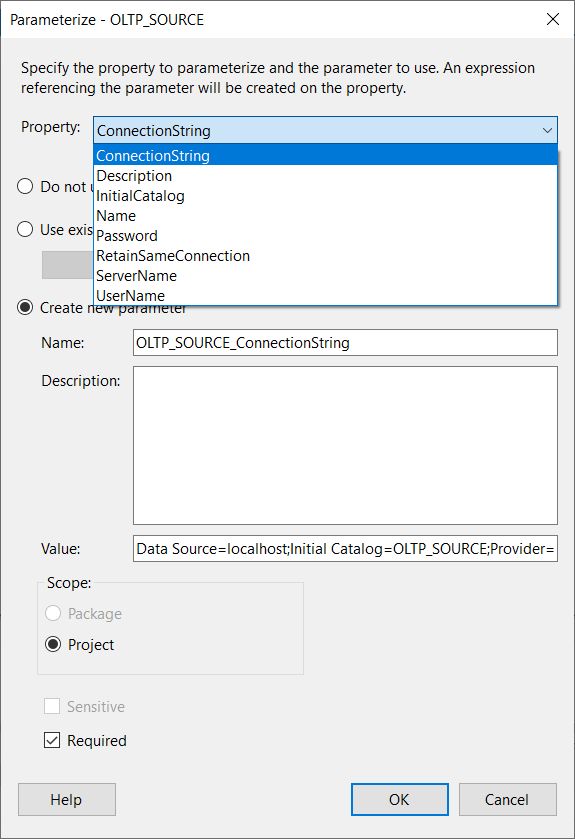 Parameterize - OLTP_SOURCE
Specify the property to parameterize and the parameter to use. An expression
referencing the parameter will be created on the property.
Property: ConnectionString
ConnectionString
Description
Do not
InitialCatalog
Name
Use
Password
RetainSameConnection
ServerName
UserName
Create new parameter
Name: OLTP_SOURCE_ConnectionString
Description:
Value: Data Source=localhost;Initial Catalog=OLTP_SOURCE;Provider=
Scope:
Package
Project
Sensitive
Required
Help OK Cancel